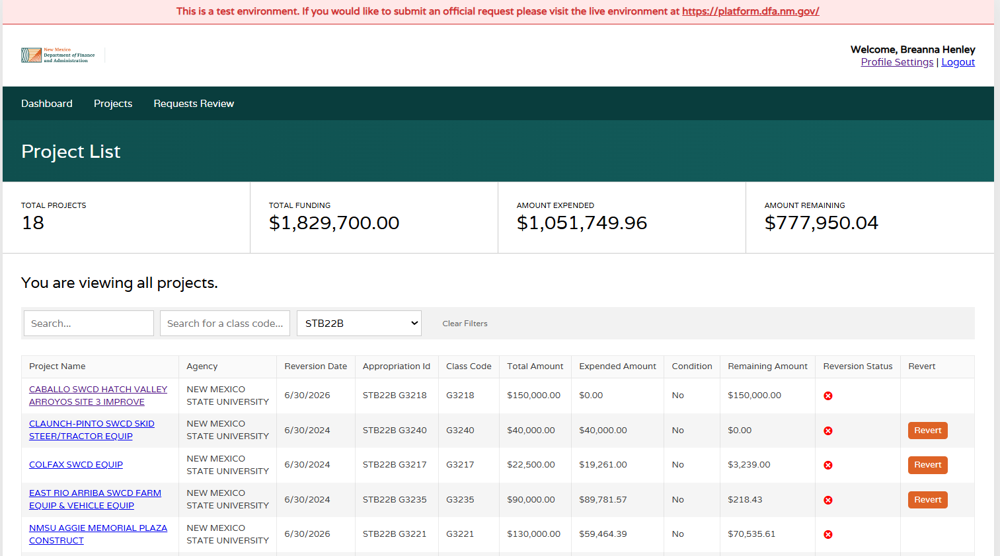 This is a test environment. If you would like to submit an official request please visit the live environment at https://platform.dfa.nm.gov/
New Mexico
Department of Finance
and Administration
Welcome, Breanna Henley
Profile Settings | Logout
Dashboard Projects Requests Review
Project List
TOTAL PROJECTS
18
TOTAL FUNDING
$1,829,700.00
AMOUNT EXPENDED
$1,051,749.96
AMOUNT REMAINING
$777,950.04
You are viewing all projects.
Search... Search for a class code... STB22B Clear Filters
Project Name Agency Reversion Date Appropriation Id Class Code Total Amount Expended Amount Condition Remaining Amount Reversion Status Revert
CABALLO SWCD HATCH VALLEY
ARROYOS SITE 3 IMPROVE
NEW MEXICO
STATE UNIVERSITY
6/30/2026 STB22B G3218 G3218 $150,000.00 $0.00 No $150,000.00
CLAUNCH-PINTO SWCD SKID
STEER/TRACTOR EQUIP
NEW MEXICO
STATE UNIVERSITY
6/30/2024 STB22B G3240 G3240 $40,000.00 $40,000.00 No $0.00 Revert
COLFAX SWCD EQUIP
NEW MEXICO
STATE UNIVERSITY
6/30/2024 STB22B G3217 G3217 $22,500.00 $19,261.00 No $3,239.00 Revert
EAST RIO ARRIBA SWCD FARM
EQUIP & VEHICLE EQUIP
NEW MEXICO
STATE UNIVERSITY
6/30/2024 STB22B G3235 G3235 $90,000.00 $89,781.57 No $218.43 Revert
NMSU AGGIE MEMORIAL PLAZA
CONSTRUCT
NEW MEXICO
STATE UNIVERSITY
6/30/2026 STB22B G3221 G3221 $130,000.00 $59,464.39 No $70,535.61